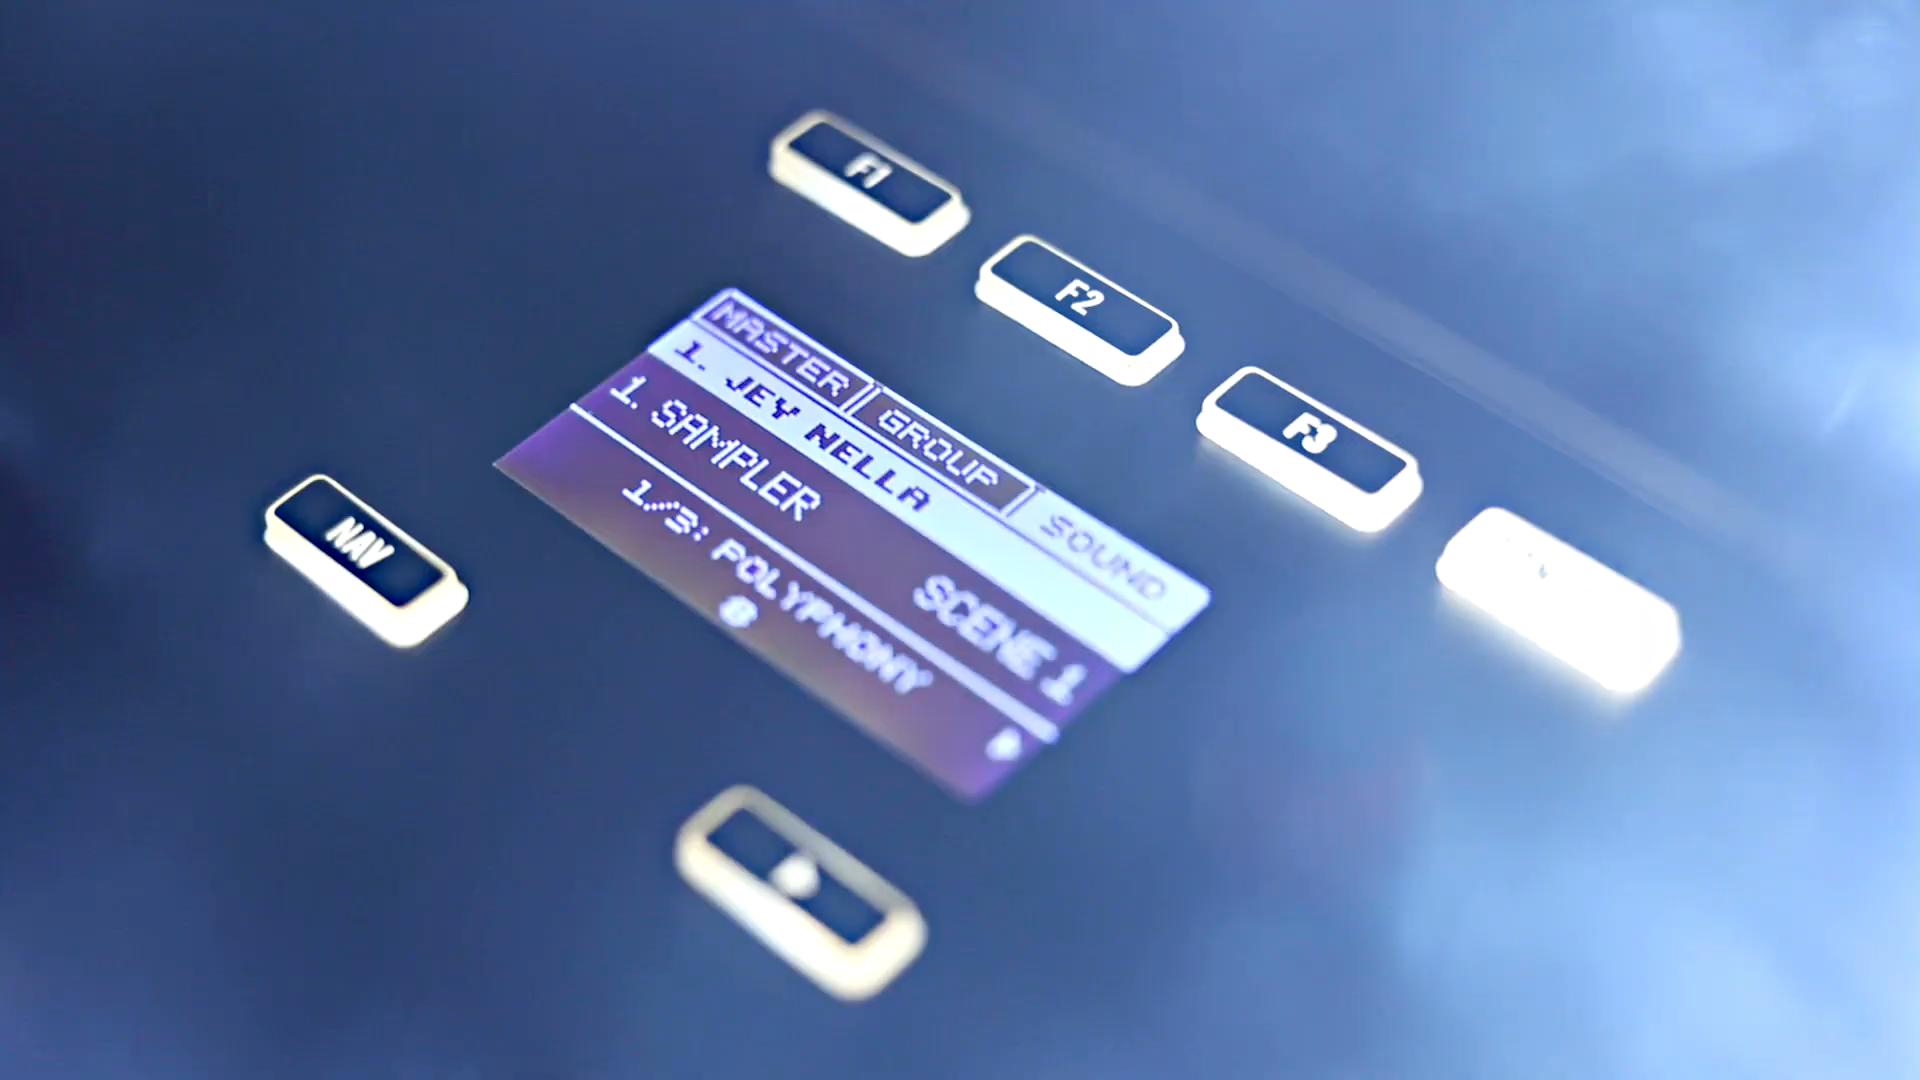 F1
F2
F3
MASTER GROUP SOUND
1. JEY NELLA
1. SAMPLER
SCENE 1
1/3: POLYPHONY
8
NAV